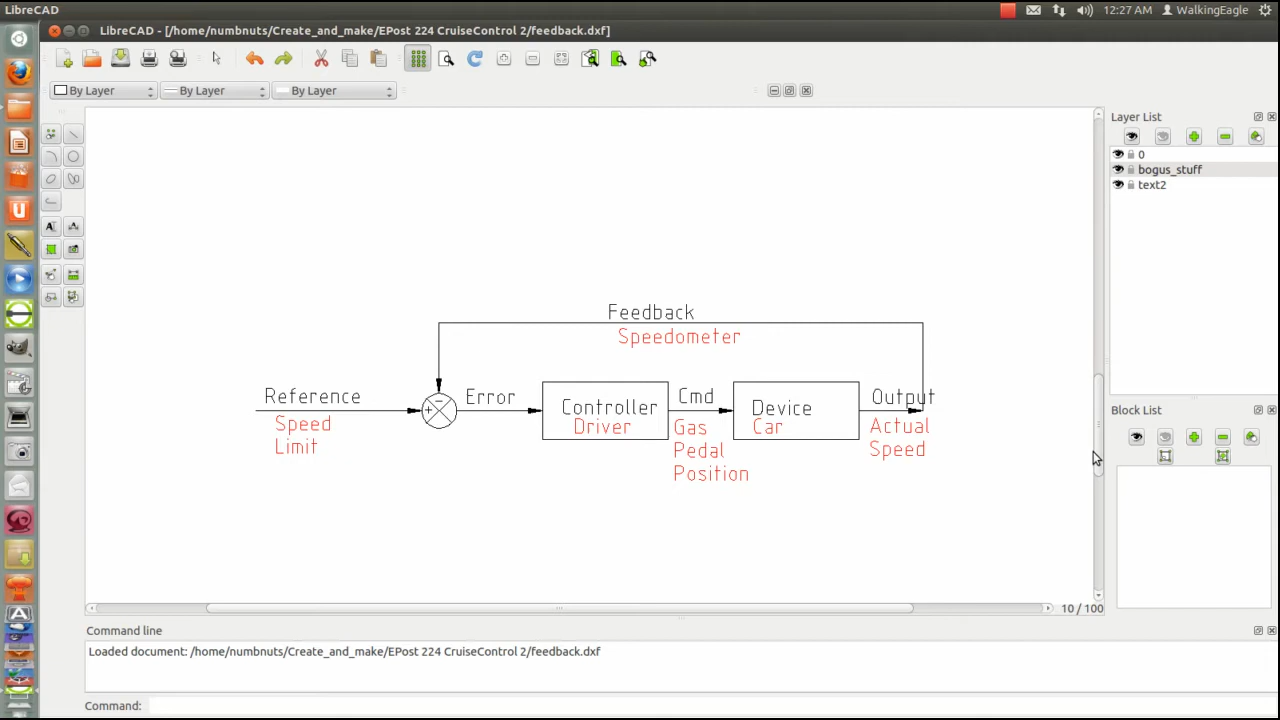 LibreCAD
12:27 AM
WalkingEagle
LibreCAD - [/home/numbnuts/Create_and_make/EPost 224 CruiseControl 2/feedback.dxf]
By Layer
By Layer
By Layer
Layer List
0
bogus_stuff
text2
Feedback
Speedometer
Reference
Error
Controller
Cmd
Device
Output
Speed
Limit
Driver
Gas
Pedal
Position
Car
Actual
Speed
Block List
10 / 100
Command line
Loaded document: /home/numbnuts/Create_and_make/EPost 224 CruiseControl 2/feedback.dxf
Command: